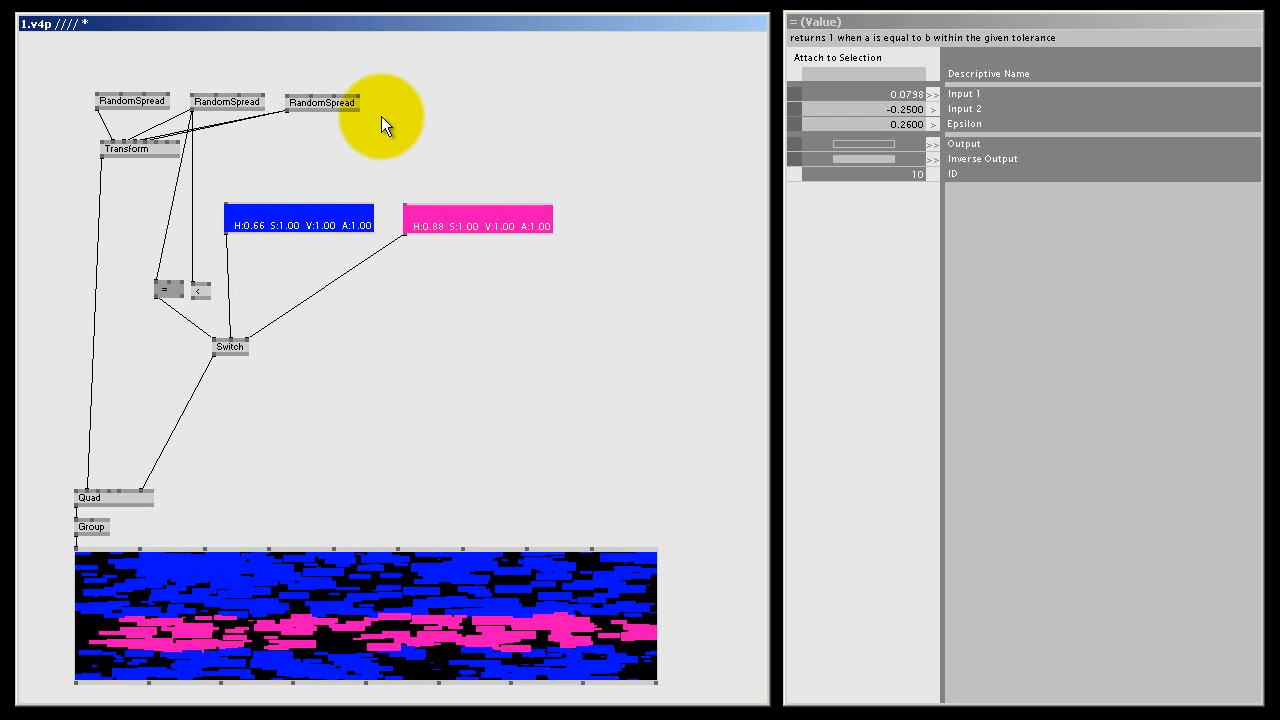 1.v4p //// *
RandomSpread
RandomSpread
RandomSpread
Transform
H:0.66 S:1.00 V:1.00 A:1.00
H:0.88 S:1.00 V:1.00 A:1.00
=
<
Switch
Quad
Group
= (Value)
returns 1 when a is equal to b within the given tolerance
Attach to Selection
Descriptive Name
0.0798 >> Input 1
-0.2500 > Input 2
0.2600 > Epsilon
>> Output
>> Inverse Output
10 ID